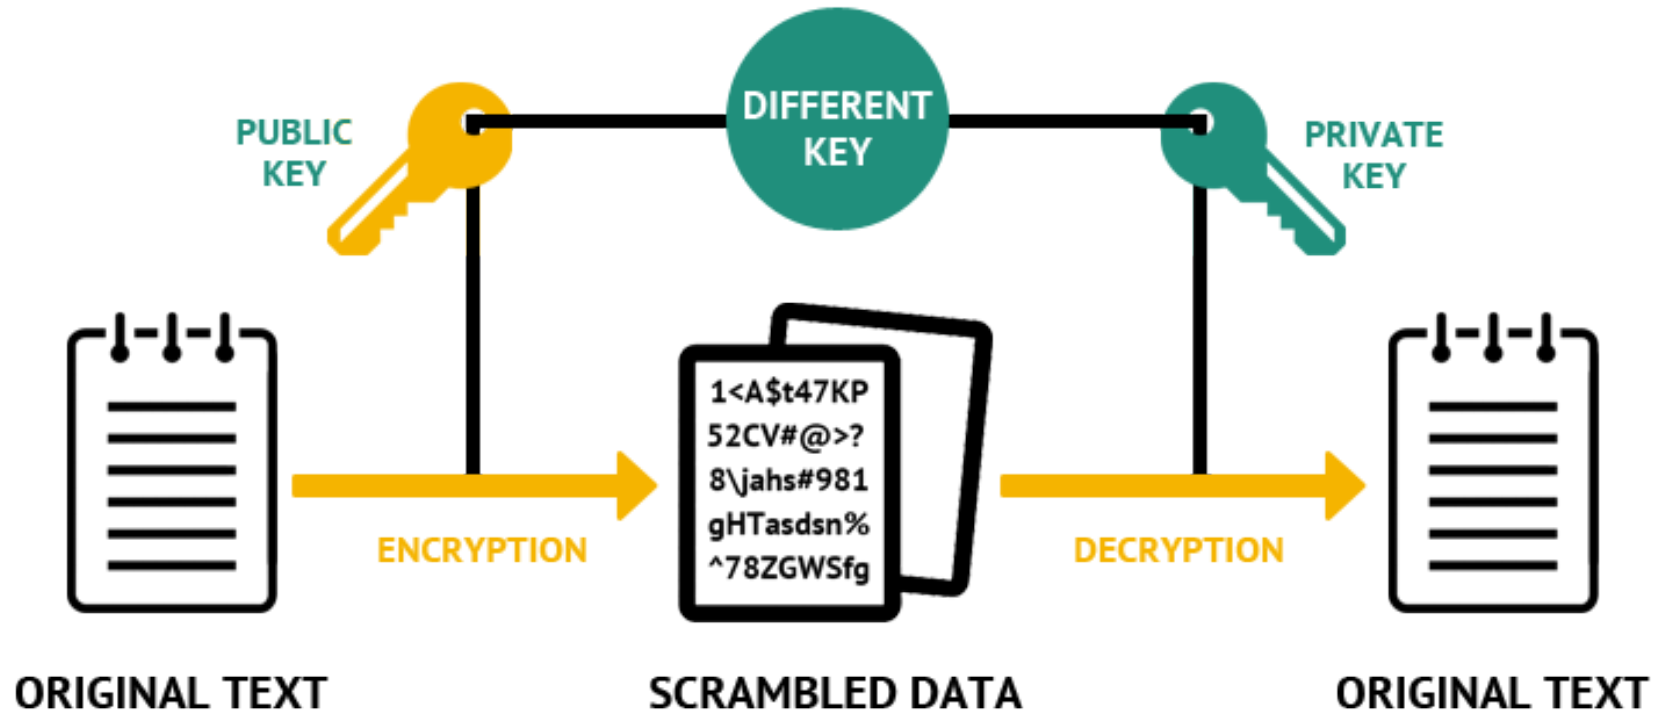 DIFFERENT
KEY
PUBLIC
KEY
PRIVATE
KEY
1<A$t47KP
52CV#@>?
8\jahs#981
gHTasdsn%
^78ZGWSfg
ENCRYPTION
DECRYPTION
ORIGINAL TEXT
SCRAMBLED DATA
ORIGINAL TEXT